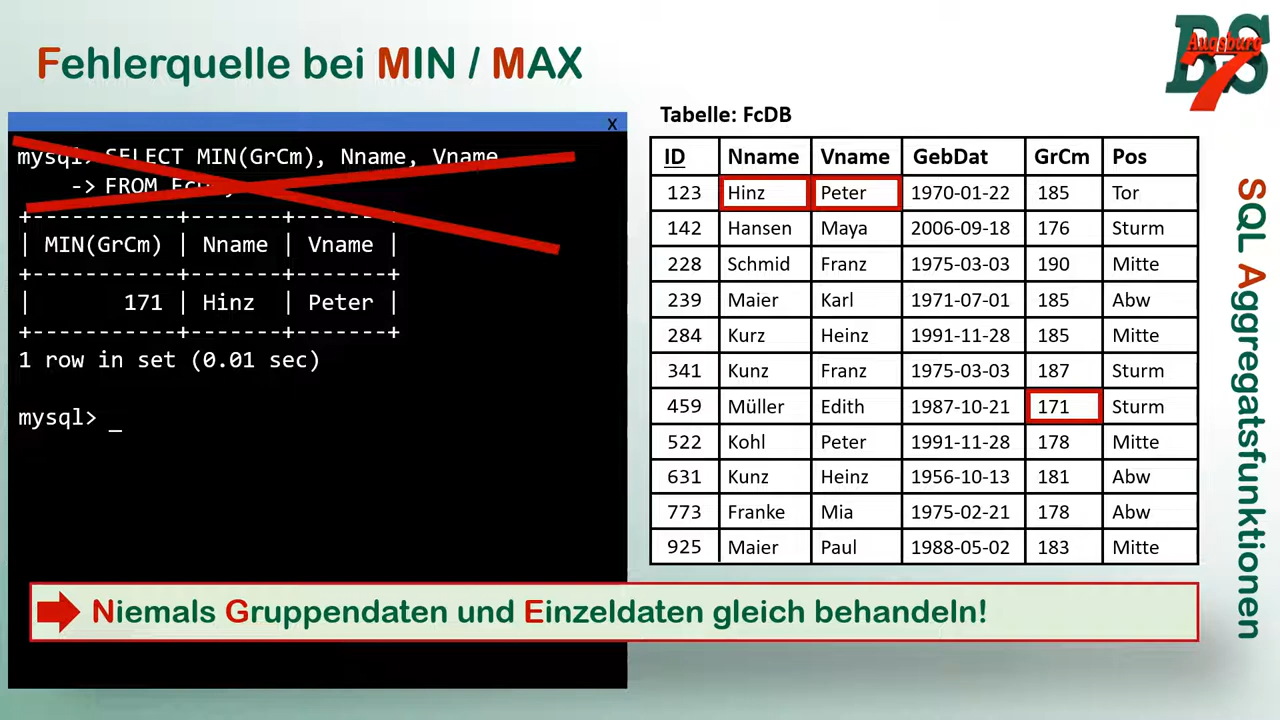 Fehlerquelle bei MIN / MAX
BS
Augsburg
7
x
mysql> SELECT MIN(GrCm), Nname, Vname
-> FROM
+-----------+-------+-------+
| MIN(GrCm) | Nname | Vname |
+-----------+-------+-------+
| 171 | Hinz | Peter |
+-----------+-------+-------+
1 row in set (0.01 sec)
mysql> _
Tabelle: FcDB
ID Nname Vname GebDat GrCm Pos
123 Hinz Peter 1970-01-22 185 Tor
142 Hansen Maya 2006-09-18 176 Sturm
228 Schmid Franz 1975-03-03 190 Mitte
239 Maier Karl 1971-07-01 185 Abw
284 Kurz Heinz 1991-11-28 185 Mitte
341 Kunz Franz 1975-03-03 187 Sturm
459 Müller Edith 1987-10-21 171 Sturm
522 Kohl Peter 1991-11-28 178 Mitte
631 Kunz Heinz 1956-10-13 181 Abw
773 Franke Mia 1975-02-21 178 Abw
925 Maier Paul 1988-05-02 183 Mitte
Niemals Gruppendaten und Einzeldaten gleich behandeln!
SQL Aggregatsfunktionen